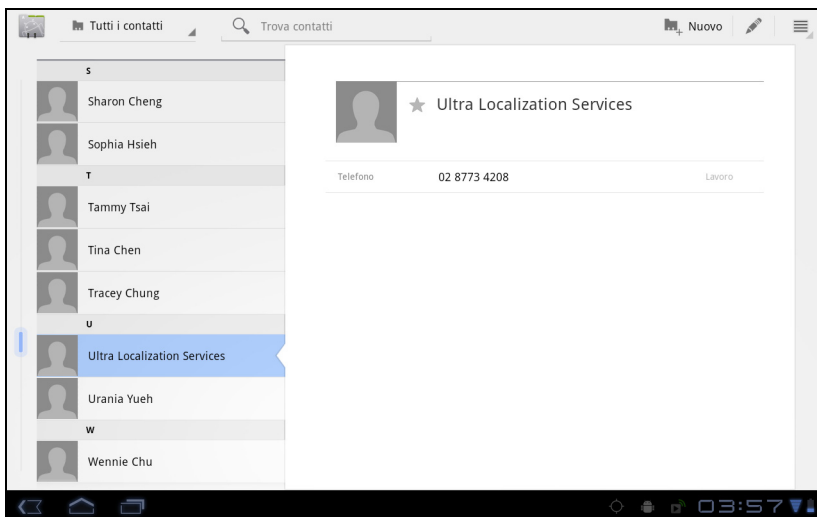 Tutti i contatti
Trova contatti
Nuovo
S
Sharon Cheng
Sophia Hsieh
T
Tammy Tsai
Tina Chen
Tracey Chung
U
Ultra Localization Services
Urania Yueh
W
Wennie Chu
Ultra Localization Services
Telefono 02 8773 4208 Lavoro
03:57